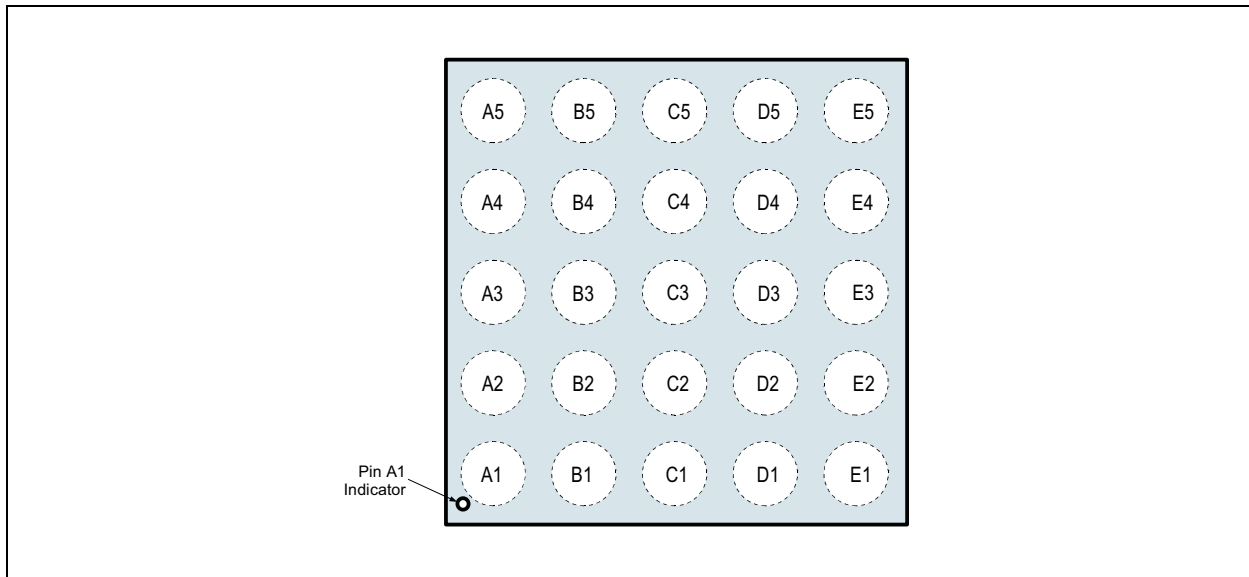 A5 B5 C5 D5 E5
A4 B4 C4 D4 E4
A3 B3 C3 D3 E3
A2 B2 C2 D2 E2
A1 B1 C1 D1 E1
Pin A1
Indicator